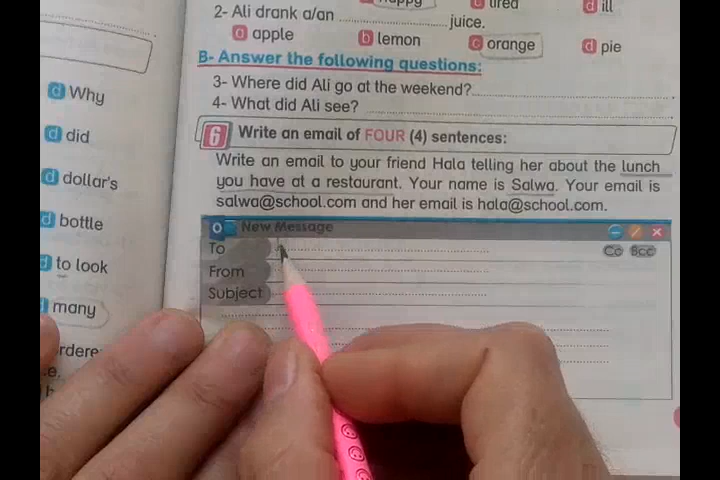 happy c tired d ill
2- Ali drank a/an ........ juice.
a apple b lemon c orange d pie
B- Answer the following questions:
3- Where did Ali go at the weekend?
4- What did Ali see?
6 Write an email of FOUR (4) sentences:
Write an email to your friend Hala telling her about the lunch
you have at a restaurant. Your name is Salwa. Your email is
salwa@school.com and her email is hala@school.com.
New Message
To Cc Bcc
From
Subject
d Why
d did
d dollar's
d bottle
d to look
d many